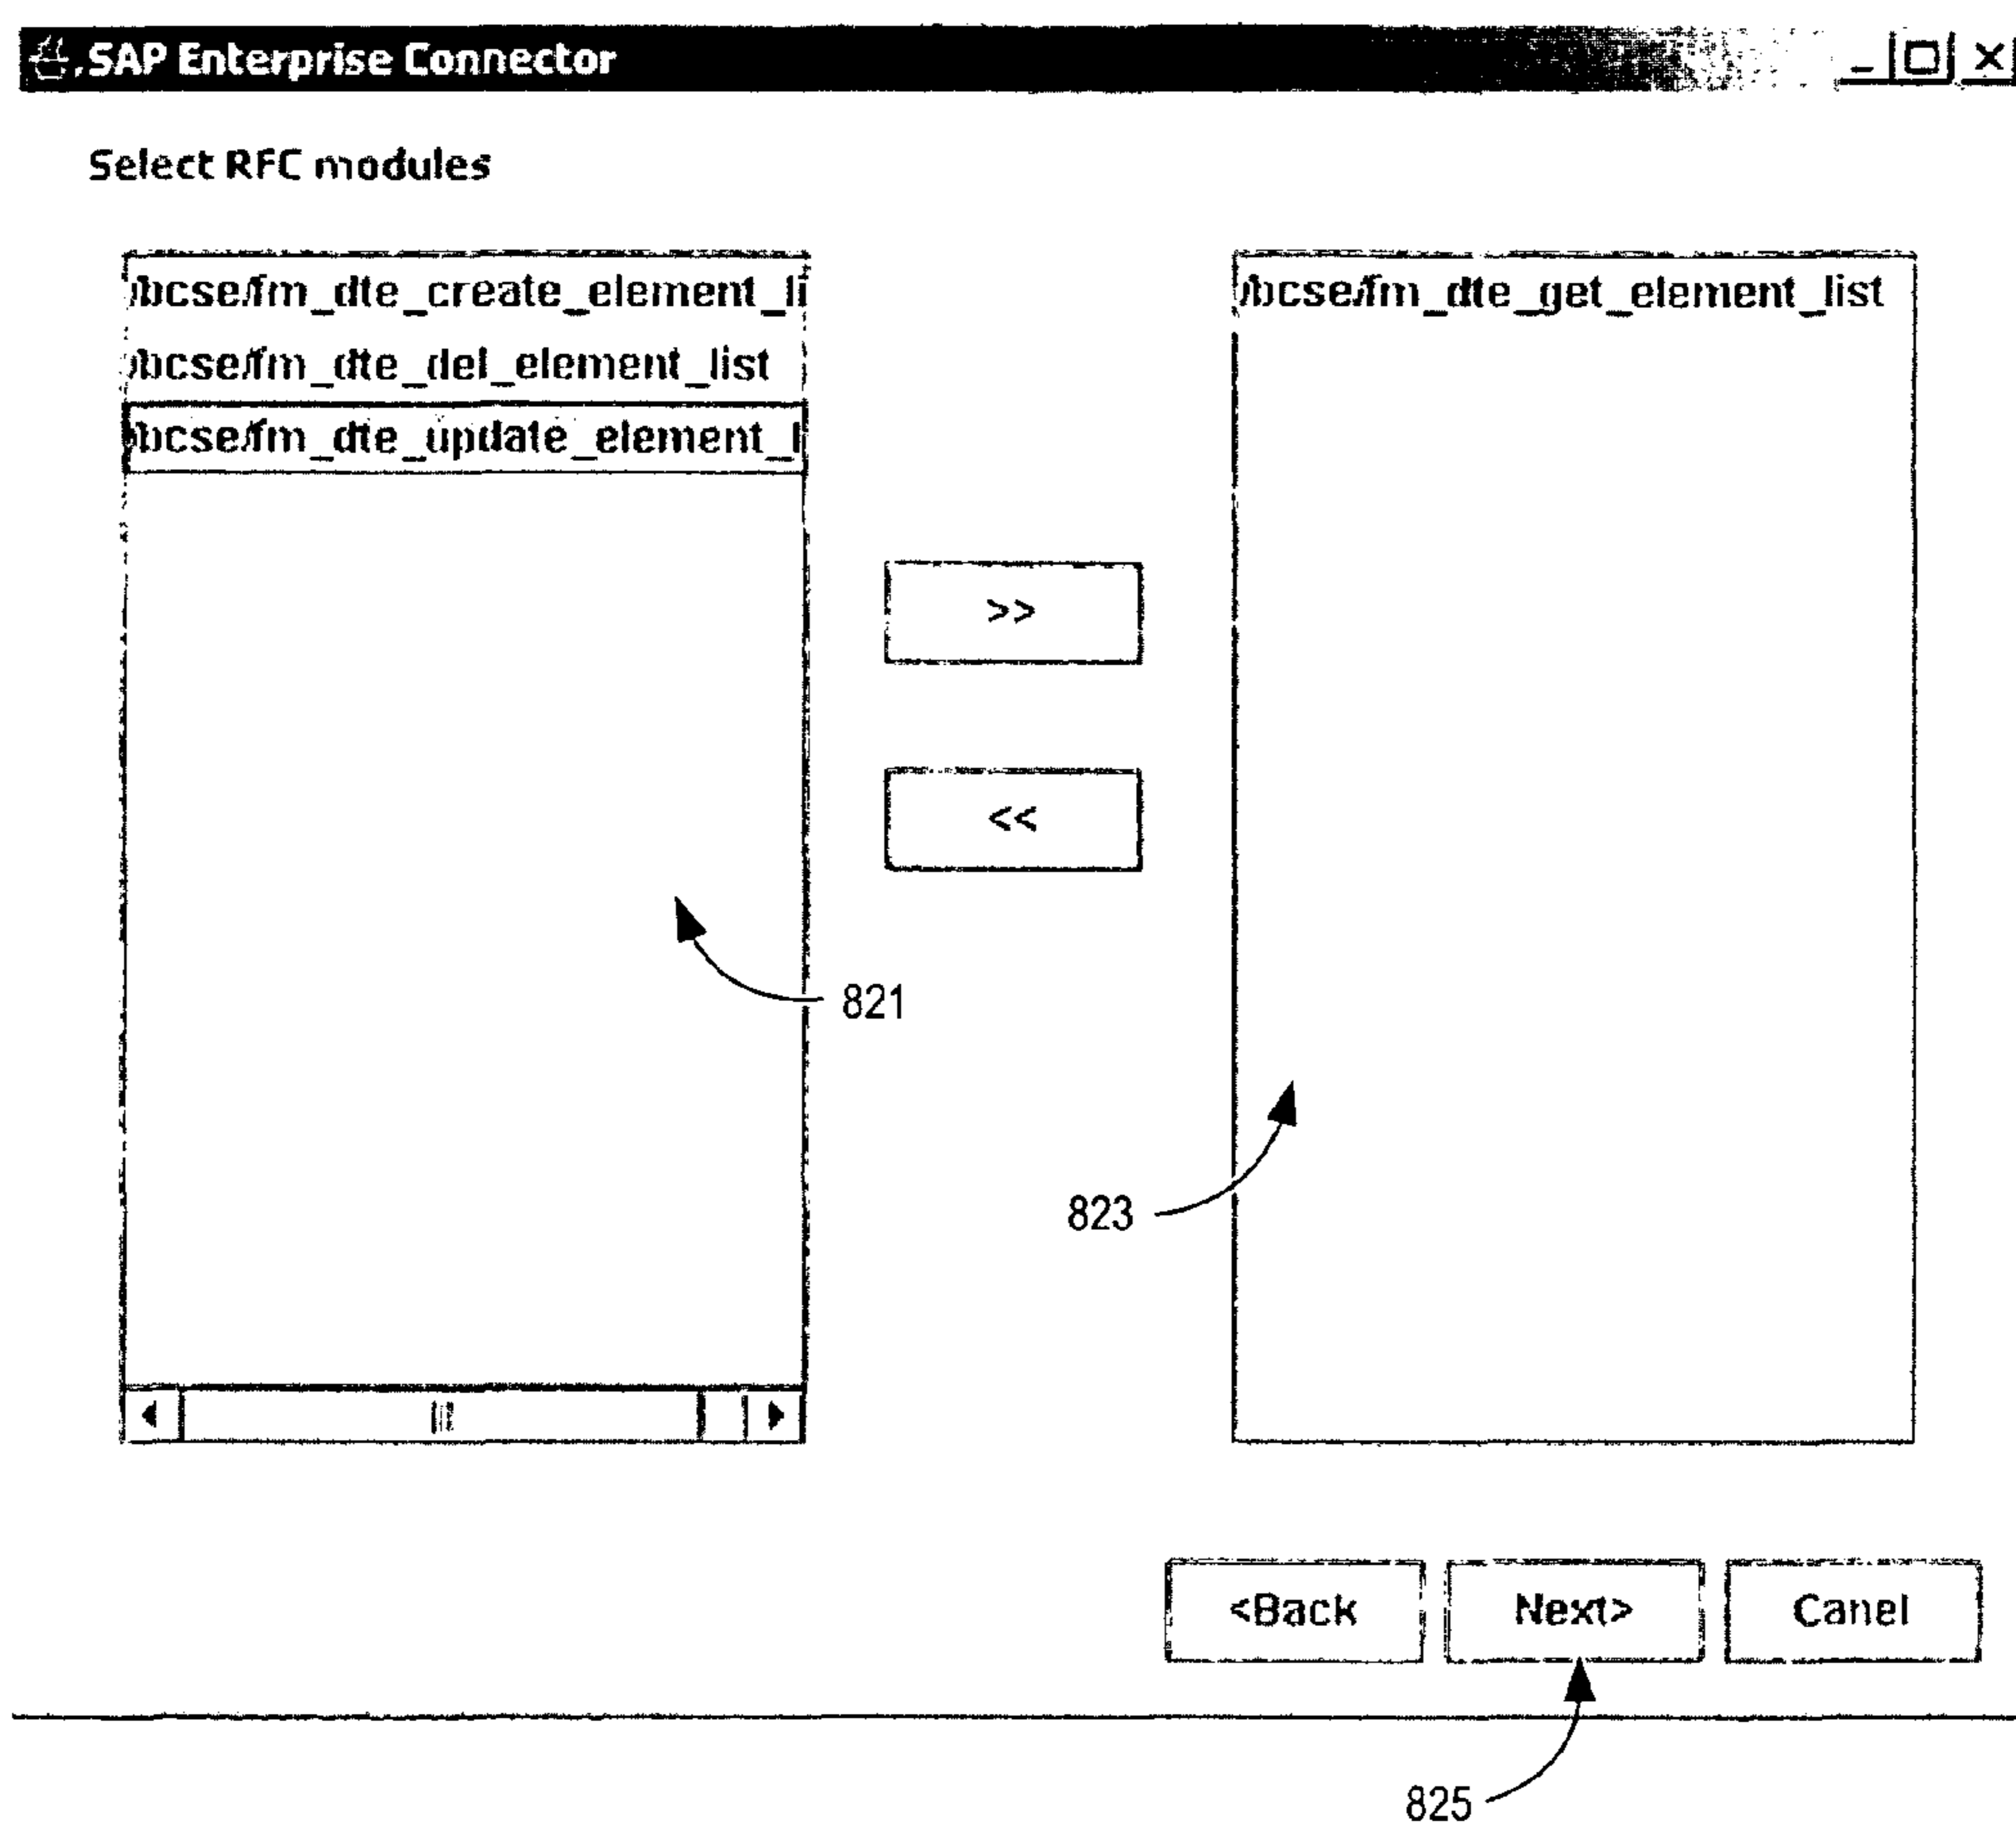 SAP Enterprise Connector
Select RFC modules
/bcse/fm_dte_create_element_li
/bcse/fm_dte_del_element_list
/bcse/fm_dte_update_element_l
/bcse/fm_dte_get_element_list
>>
<<
821
823
<Back
Next>
Canel
825